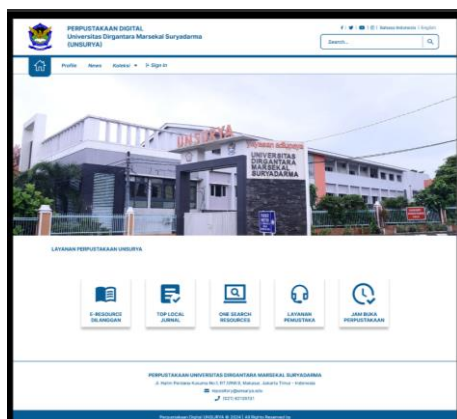 PERPUSTAKAAN DIGITAL
Universitas Dirgantara Marsekal Suryadarma
(UNSURYA)
Bahasa Indonesia | English
Search...
Profile News Koleksi Sign In
UNSURYA
UNIVERSITAS
DIRGANTARA
MARSEKAL
SURYADARMA
LAYANAN PERPUSTAKAAN UNSURYA
E-RESOURCE
DILANGGAN
TOP LOCAL
JURNAL
ONE SEARCH
RESOURCES
LAYANAN
PEMUSTAKA
JAM BUKA
PERPUSTAKAAN
PERPUSTAKAAN UNIVERSITAS DIRGANTARA MARSEKAL SURYADARMA